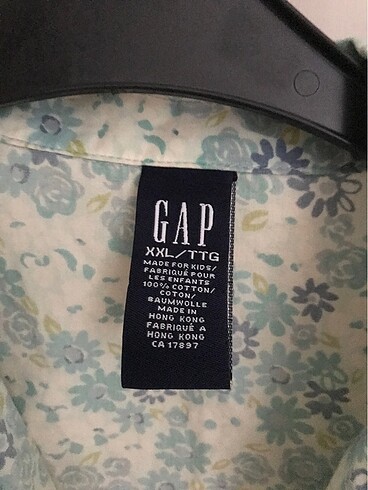 GAP
XXL/TTG
MADE FOR KIDS/
FABRIQUÉ POUR
LES ENFANTS
100% COTTON/
COTON/
BAUMWOLLE
MADE IN
HONG KONG
FABRIQUÉ A
HONG KONG
CA 17897